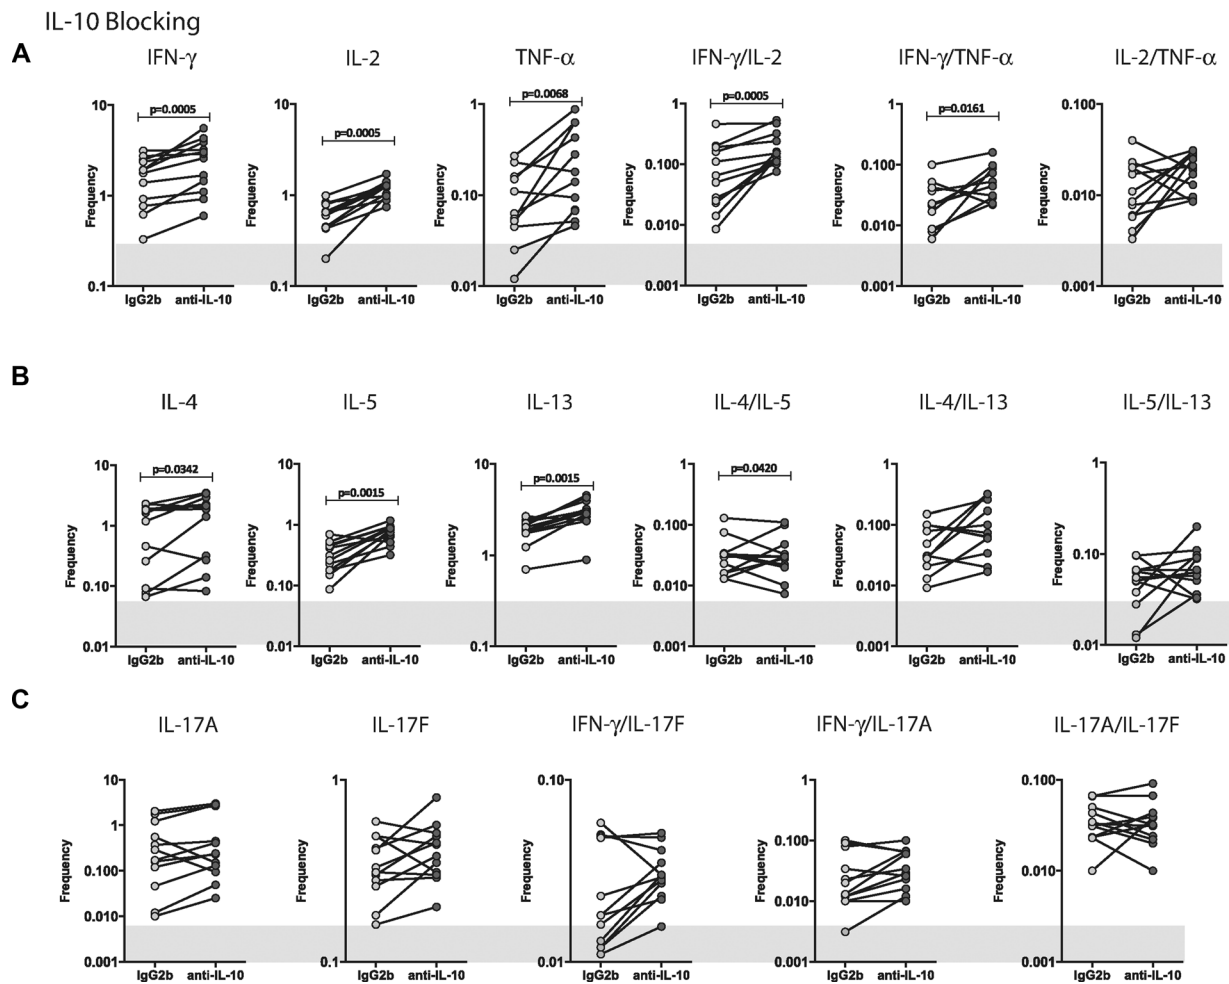 IL-10 Blocking
A
IFN-γ
IL-2
TNF-α
IFN-γ/IL-2
IFN-γ/TNF-α
IL-2/TNF-α
p=0.0005
p=0.0005
p=0.0068
p=0.0005
p=0.0161
Frequency
10
1
0.1
IgG2b anti-IL-10
Frequency
10
1
0.1
IgG2b anti-IL-10
Frequency
1
0.10
0.01
IgG2b anti-IL-10
Frequency
1
0.100
0.010
0.001
IgG2b anti-IL-10
Frequency
1
0.100
0.010
0.001
IgG2b anti-IL-10
Frequency
0.100
0.010
0.001
IgG2b anti-IL-10
B
IL-4
IL-5
IL-13
IL-4/IL-5
IL-4/IL-13
IL-5/IL-13
p=0.0342
p=0.0015
p=0.0015
p=0.0420
Frequency
10
1
0.10
0.01
IgG2b anti-IL-10
Frequency
10
1
0.10
0.01
IgG2b anti-IL-10
Frequency
10
1
0.1
IgG2b anti-IL-10
Frequency
1
0.100
0.010
0.001
IgG2b anti-IL-10
Frequency
1
0.100
0.010
0.001
IgG2b anti-IL-10
Frequency
1
0.10
0.01
IgG2b anti-IL-10
C
IL-17A
IL-17F
IFN-γ/IL-17F
IFN-γ/IL-17A
IL-17A/IL-17F
Frequency
10
1
0.100
0.010
0.001
IgG2b anti-IL-10
Frequency
1
0.1
IgG2b anti-IL-10
Frequency
0.10
0.01
IgG2b anti-IL-10
Frequency
1
0.100
0.010
0.001
IgG2b anti-IL-10
Frequency
0.100
0.010
0.001
IgG2b anti-IL-10